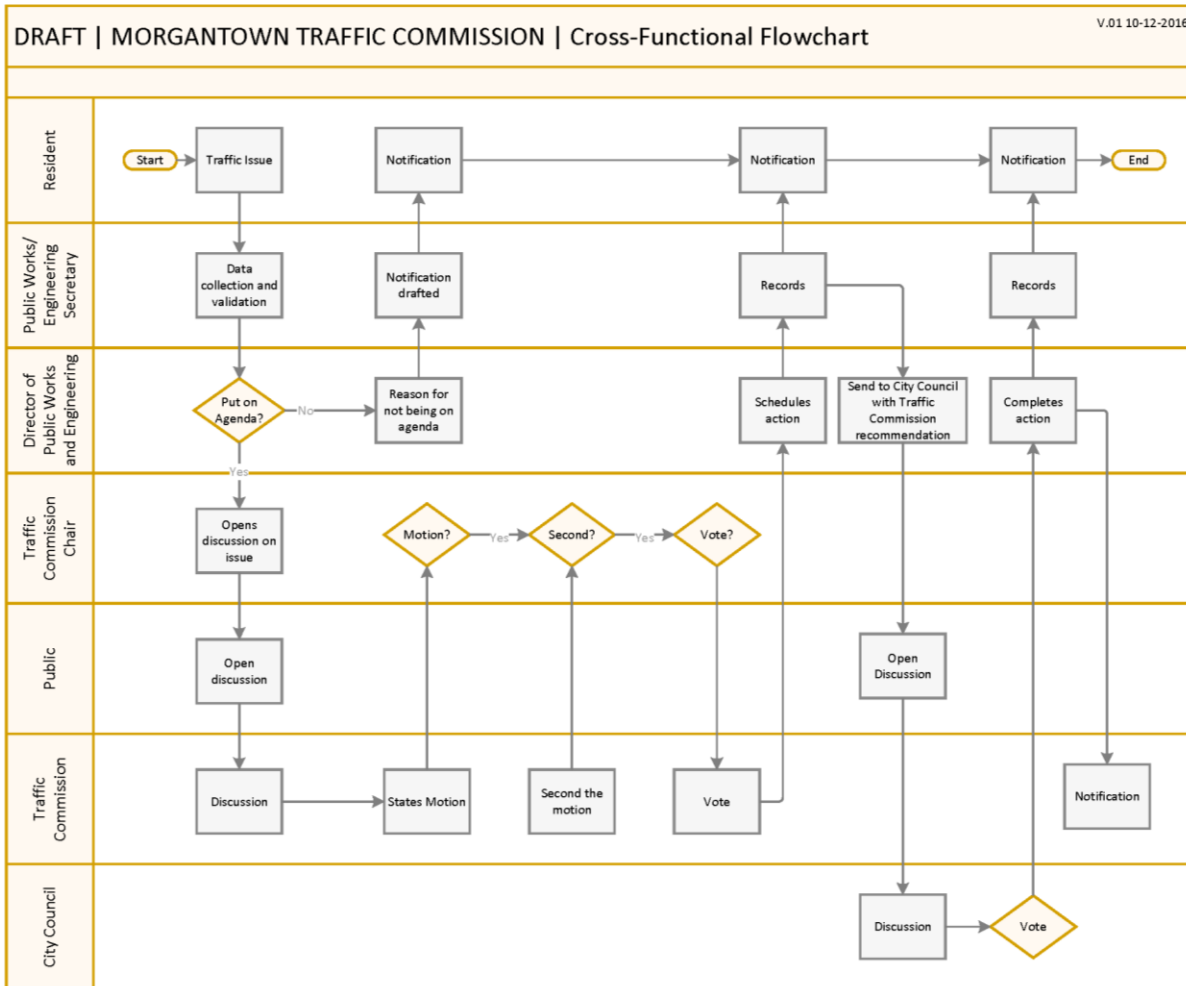 DRAFT | MORGANTOWN TRAFFIC COMMISSION | Cross-Functional Flowchart
V.01 10-12-2016
Resident
Start
Traffic Issue
Notification
Notification
Notification
End
Public Works/
Engineering
Secretary
Data
collection and
validation
Notification
drafted
Records
Records
Director of
Public Works
and Engineering
Put on
Agenda?
No
Reason for
not being on
agenda
Schedules
action
Send to City Council
with Traffic
Commission
recommendation
Completes
action
Yes
Traffic
Commission
Chair
Opens
discussion on
issue
Motion?
Yes
Second?
Yes
Vote?
Public
Open
discussion
Open
Discussion
Traffic
Commission
Discussion
States Motion
Second the
motion
Vote
Notification
City Council
Discussion
Vote